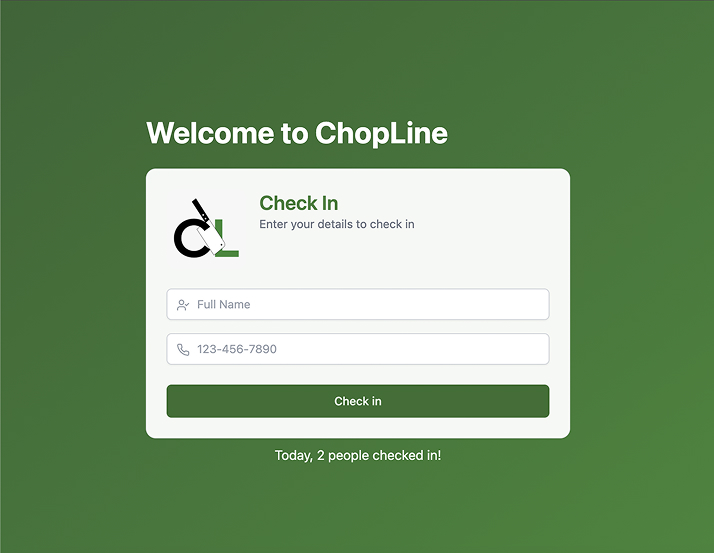 Welcome to ChopLine
CL
Check In
Enter your details to check in
Full Name
123-456-7890
Check in
Today, 2 people checked in!